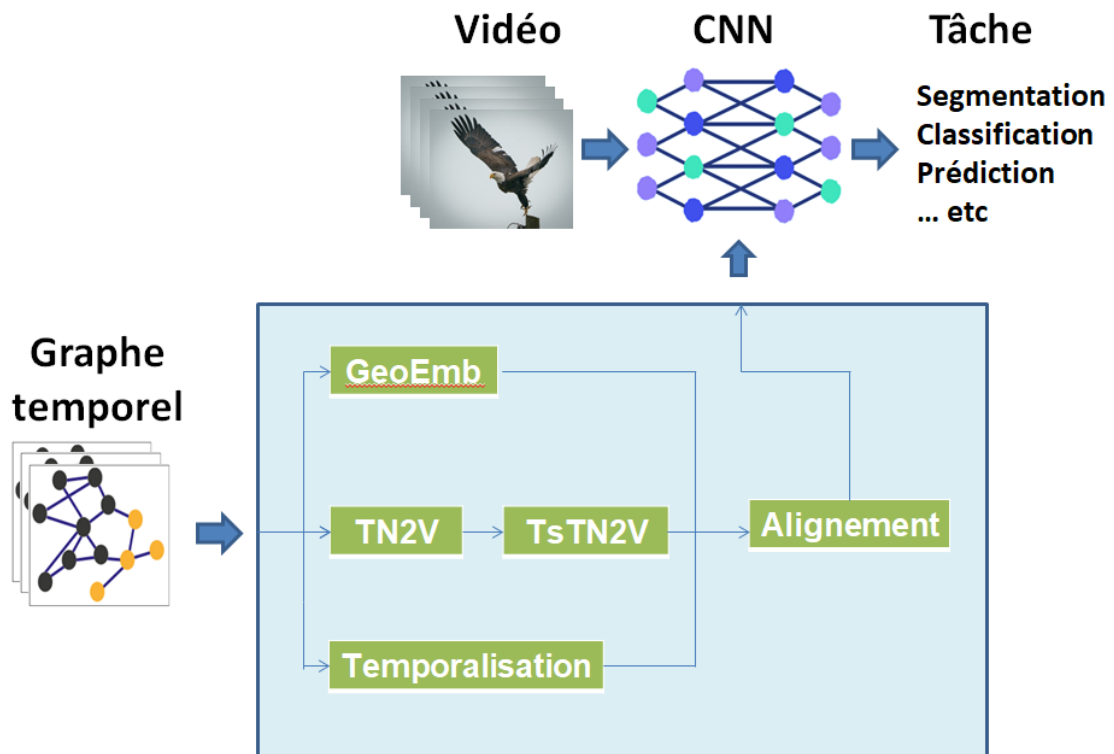 Vidéo
CNN
Tâche
Segmentation
Classification
Prédiction
... etc
Graphe
temporel
GeoEmb
TN2V
TsTN2V
Alignement
Temporalisation